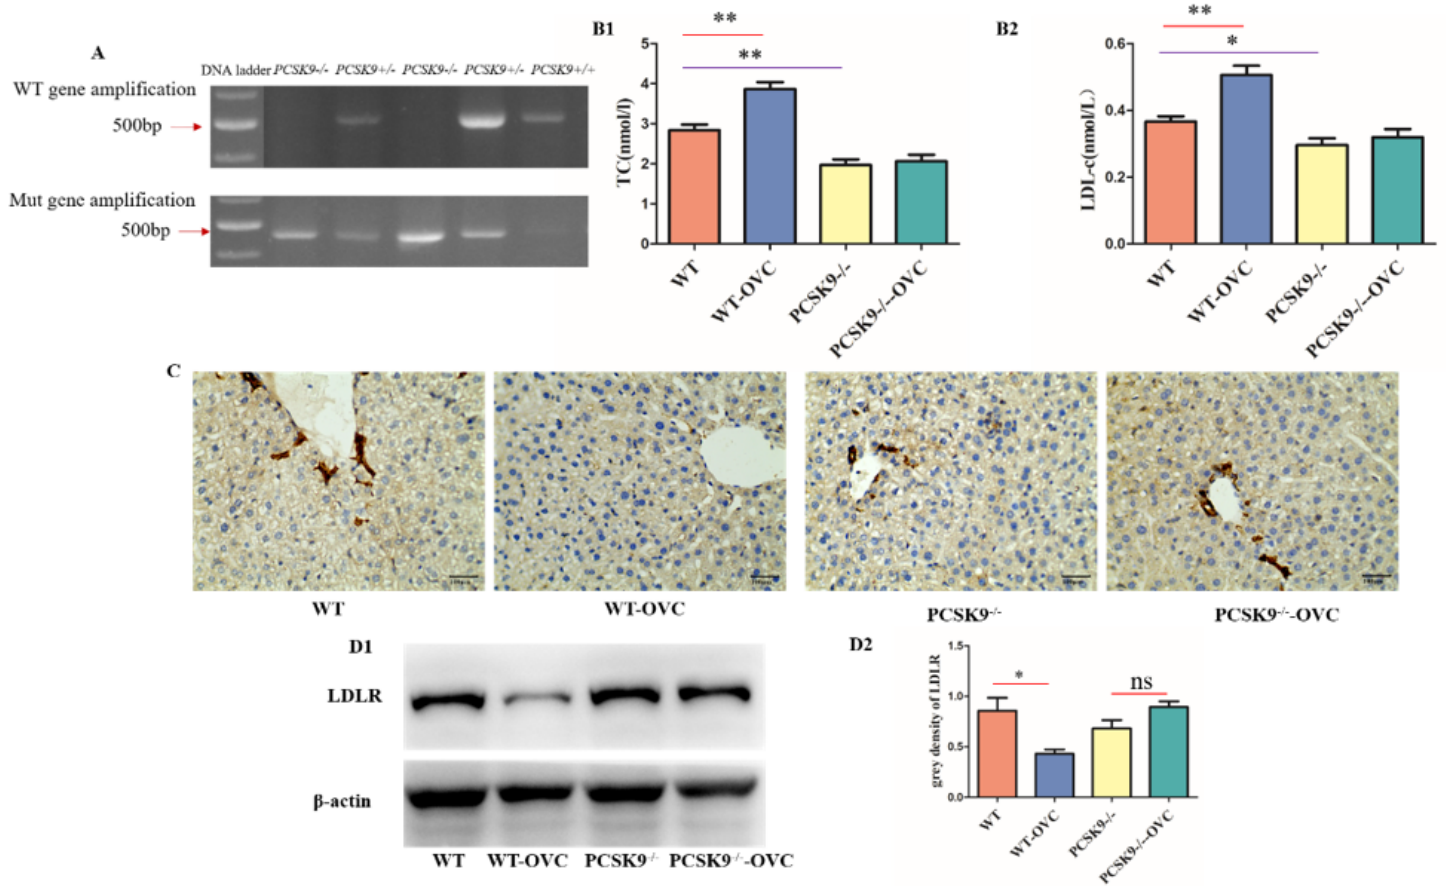 A
DNA ladder PCSK9-/- PCSK9+/- PCSK9-/- PCSK9+/- PCSK9+/+
WT gene amplification
500bp
Mut gene amplification
500bp
B1
**
**
TC(nmol/l)
5
4
3
2
1
0
WT
WT-OVC
PCSK9-/-
PCSK9-/--OVC
B2
**
*
LDL-c(nmol/L)
0.6
0.4
0.2
0.0
WT
WT-OVC
PCSK9-/-
PCSK9-/--OVC
C
100μm
100μm
100μm
100μm
WT
WT-OVC
PCSK9-/-
PCSK9-/--OVC
D1
LDLR
β-actin
WT WT-OVC PCSK9-/- PCSK9-/--OVC
D2
grey density of LDLR
1.5
1.0
0.5
0.0
*
ns
WT
WT-OVC
PCSK9-/-
PCSK9-/--OVC